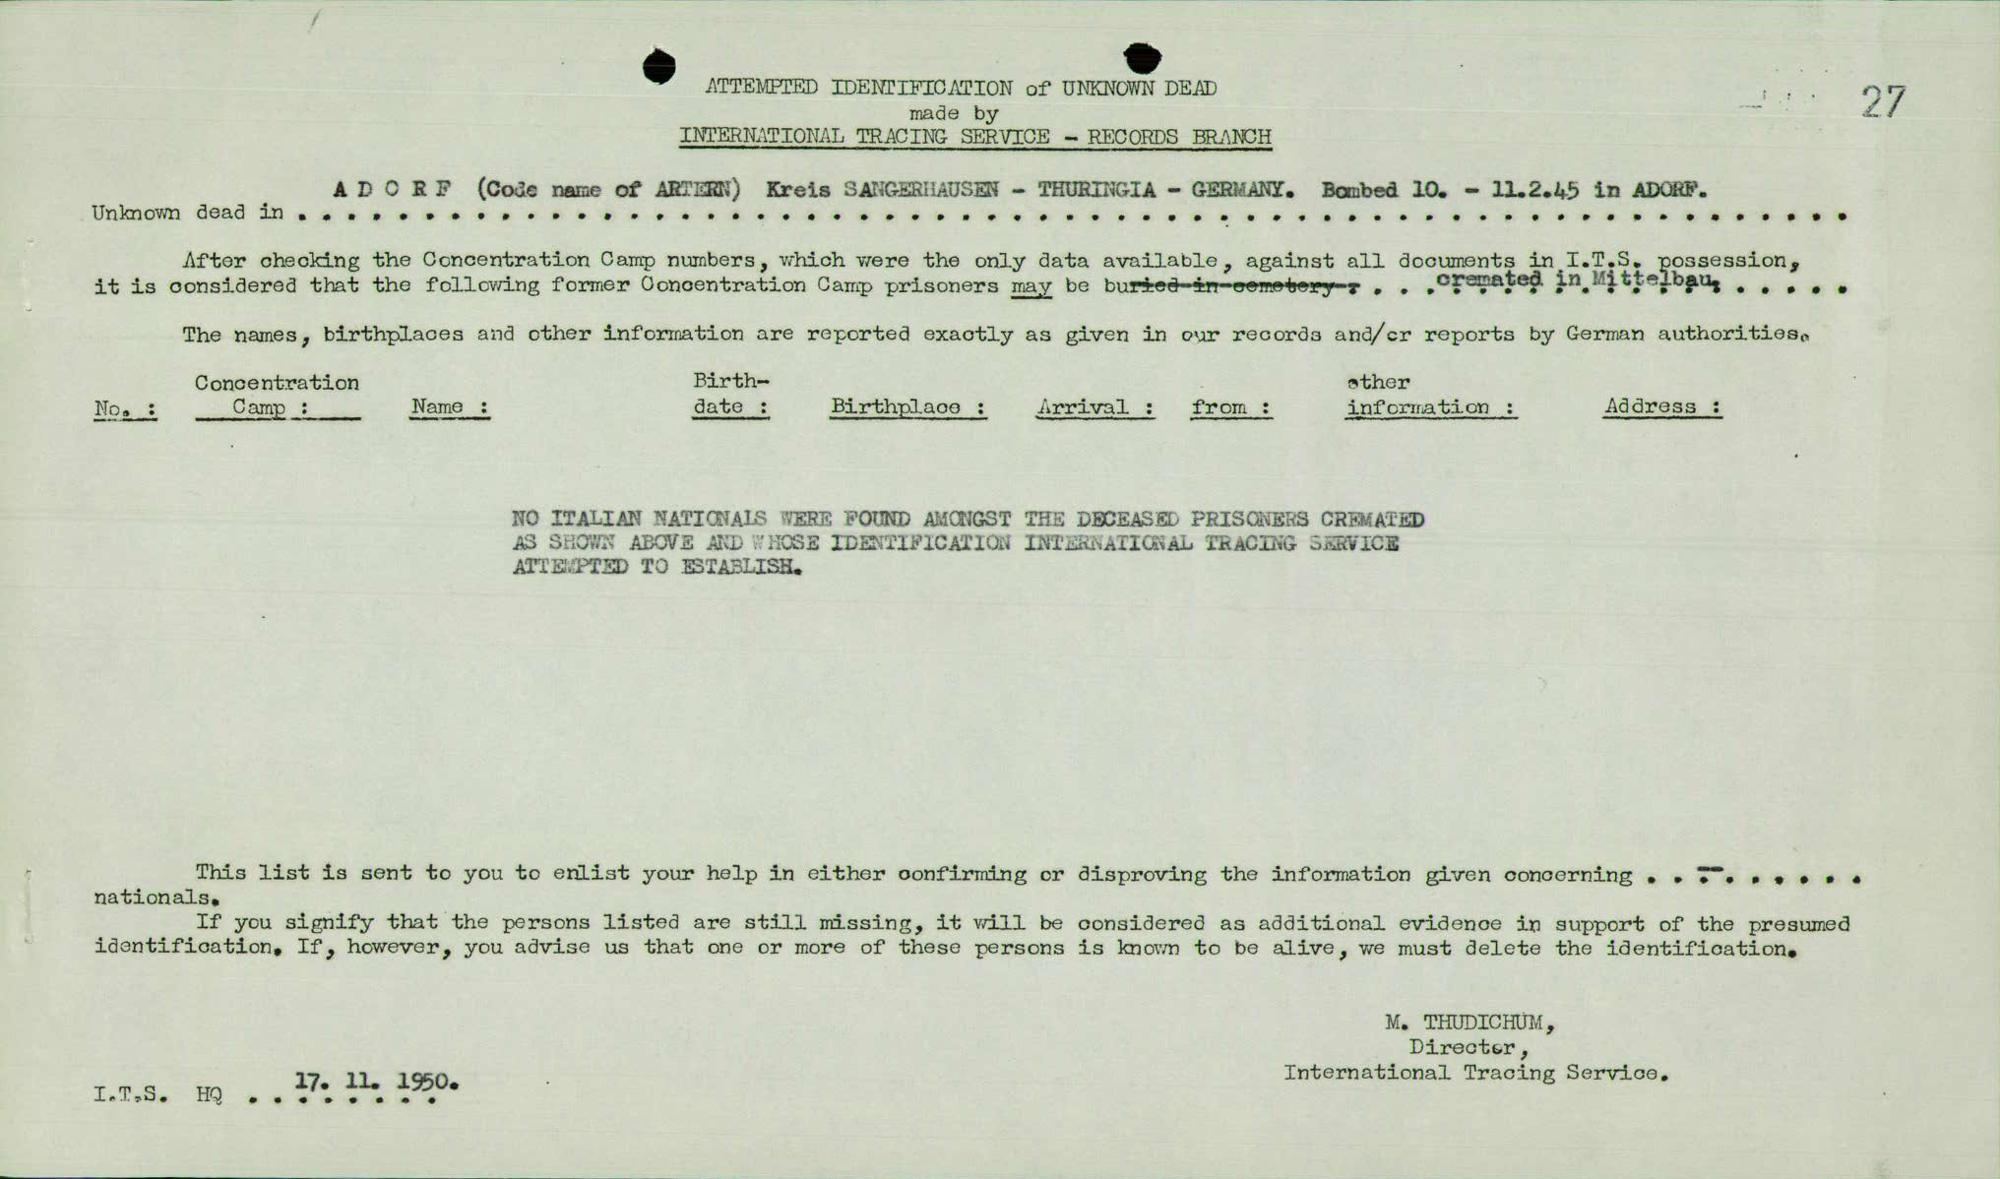 27
ATTEMPTED IDENTIFICATION of UNKNOWN DEAD
made by
INTERNATIONAL TRACING SERVICE - RECORDS BRANCH
A D O R F (Code name of ARTERN) Kreis SANGERHAUSEN - THURINGIA - GERMANY. Bombed 10. - 11.2.45 in ADORF.
Unknown dead in . . . . . . . . . . . . . . . . . . . . . . . . . . . . . . . . . . . . . . . . . . . . . . . . . . . . . . . . . . . .
After checking the Concentration Camp numbers, which were the only data available, against all documents in I.T.S. possession,
it is considered that the following former Concentration Camp prisoners may be buried in cemetery . . . cremated in Mittelbau. . . . . .
The names, birthplaces and other information are reported exactly as given in our records and/or reports by German authorities.
No. : Concentration Camp : Name : Birth-date : Birthplace : Arrival : from : other information : Address :
NO ITALIAN NATIONALS WERE FOUND AMONGST THE DECEASED PRISONERS CREMATED
AS SHOWN ABOVE AND WHOSE IDENTIFICATION INTERNATIONAL TRACING SERVICE
ATTEMPTED TO ESTABLISH.
This list is sent to you to enlist your help in either confirming or disproving the information given concerning . . - . . . . . .
nationals.
If you signify that the persons listed are still missing, it will be considered as additional evidence in support of the presumed
identification. If, however, you advise us that one or more of these persons is known to be alive, we must delete the identification.
M. THUDICHUM,
Director,
International Tracing Service.
I.T.S. HQ 17. 11. 1950.